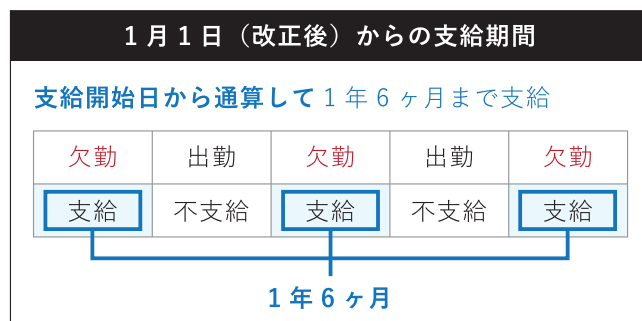 1月1日（改正後）からの支給期間
支給開始日から通算して1年6ヶ月まで支給
欠勤 出勤 欠勤 出勤 欠勤
支給 不支給 支給 不支給 支給
1年6ヶ月